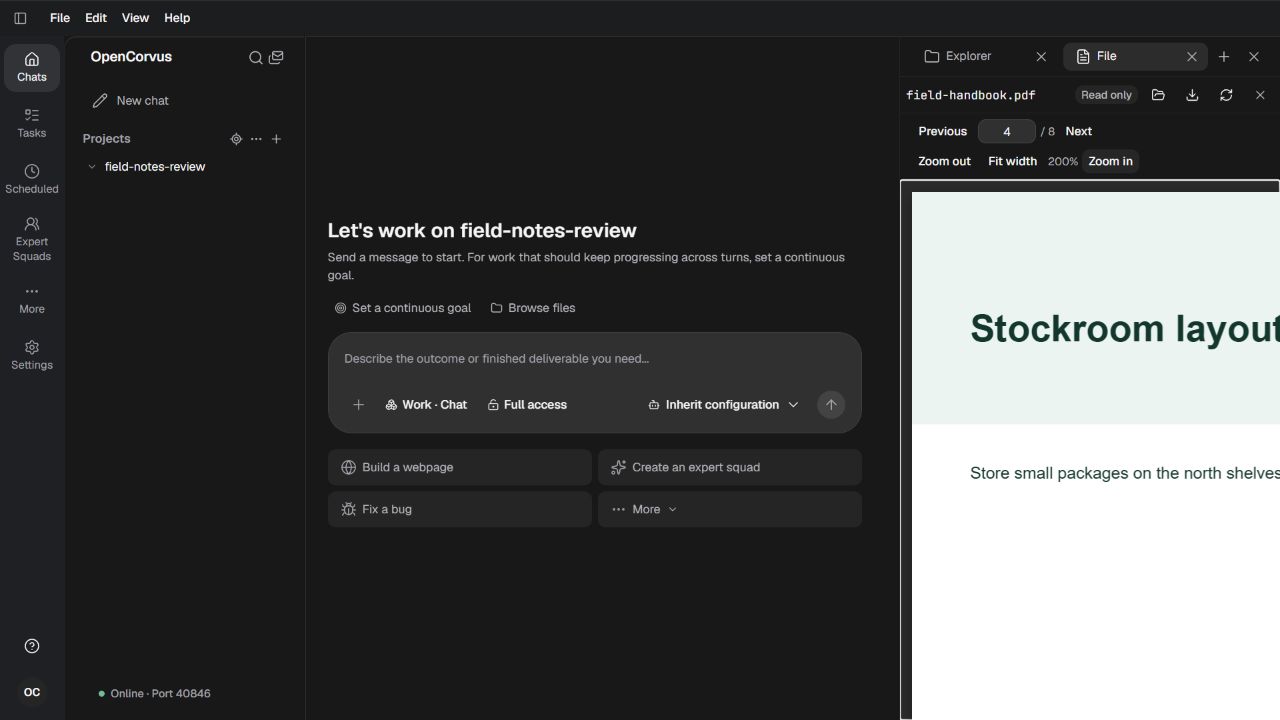 File Edit View Help
Chats
Tasks
Scheduled
Expert
Squads
More
Settings
OC
OpenCorvus
New chat
Projects
field-notes-review
Online · Port 40846
Let's work on field-notes-review
Send a message to start. For work that should keep progressing across turns, set a continuous
goal.
Set a continuous goal Browse files
Describe the outcome or finished deliverable you need...
Work · Chat Full access Inherit configuration
Build a webpage Create an expert squad
Fix a bug More
Explorer File
field-handbook.pdf Read only
Previous 4 / 8 Next
Zoom out Fit width 200% Zoom in
Stockroom layout
Store small packages on the north shelves